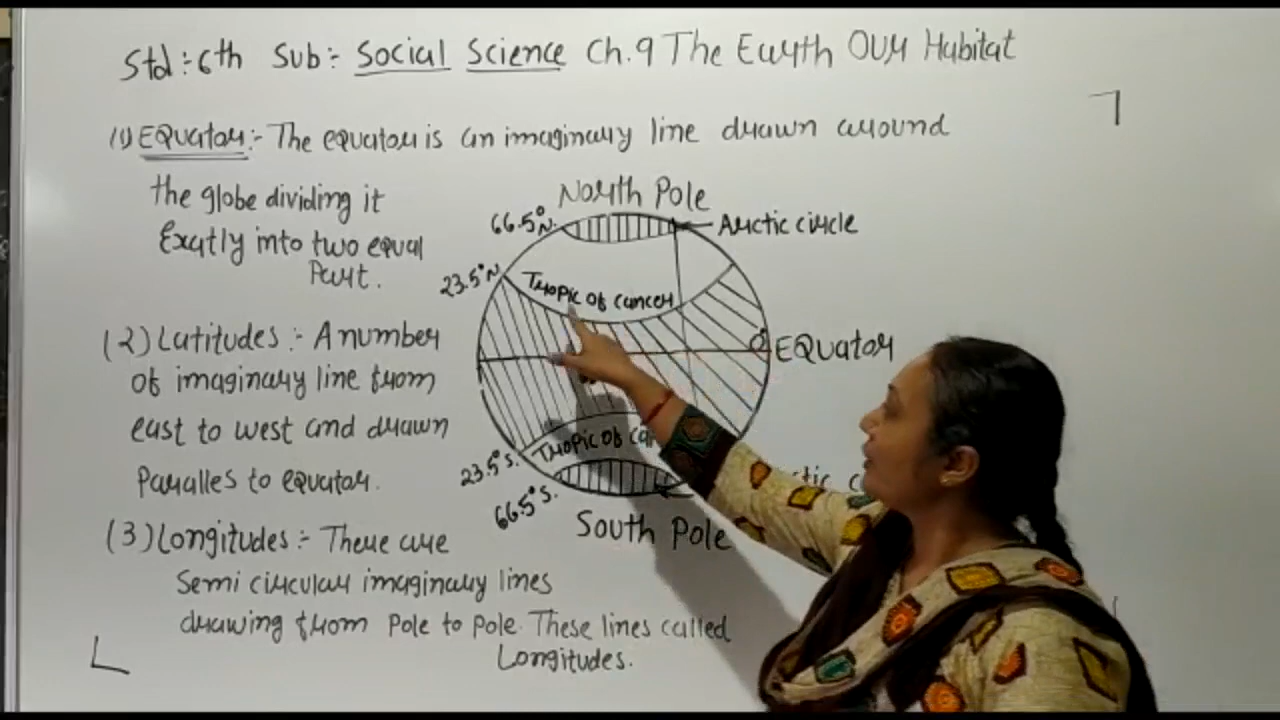 Std:- 6th Sub:- Social Science Ch.9 The Earth Our Habitat
(1) EQuator:- The equator is an imaginary line drawn around
the globe dividing it
Exatly into two equal
Part.
North Pole
66.5°N.
Arctic circle
23.5°N
Tropic of cancer
0° EQuator
(2) Latitudes:- A number
of imaginary line from
east to west and drawn
Paralles to equator.
Tropic of
23.5°S.
66.5°S.
South Pole
(3) Longitudes:- There are
Semi circular imaginary lines
drawing from Pole to pole. These lines called
Longitudes.